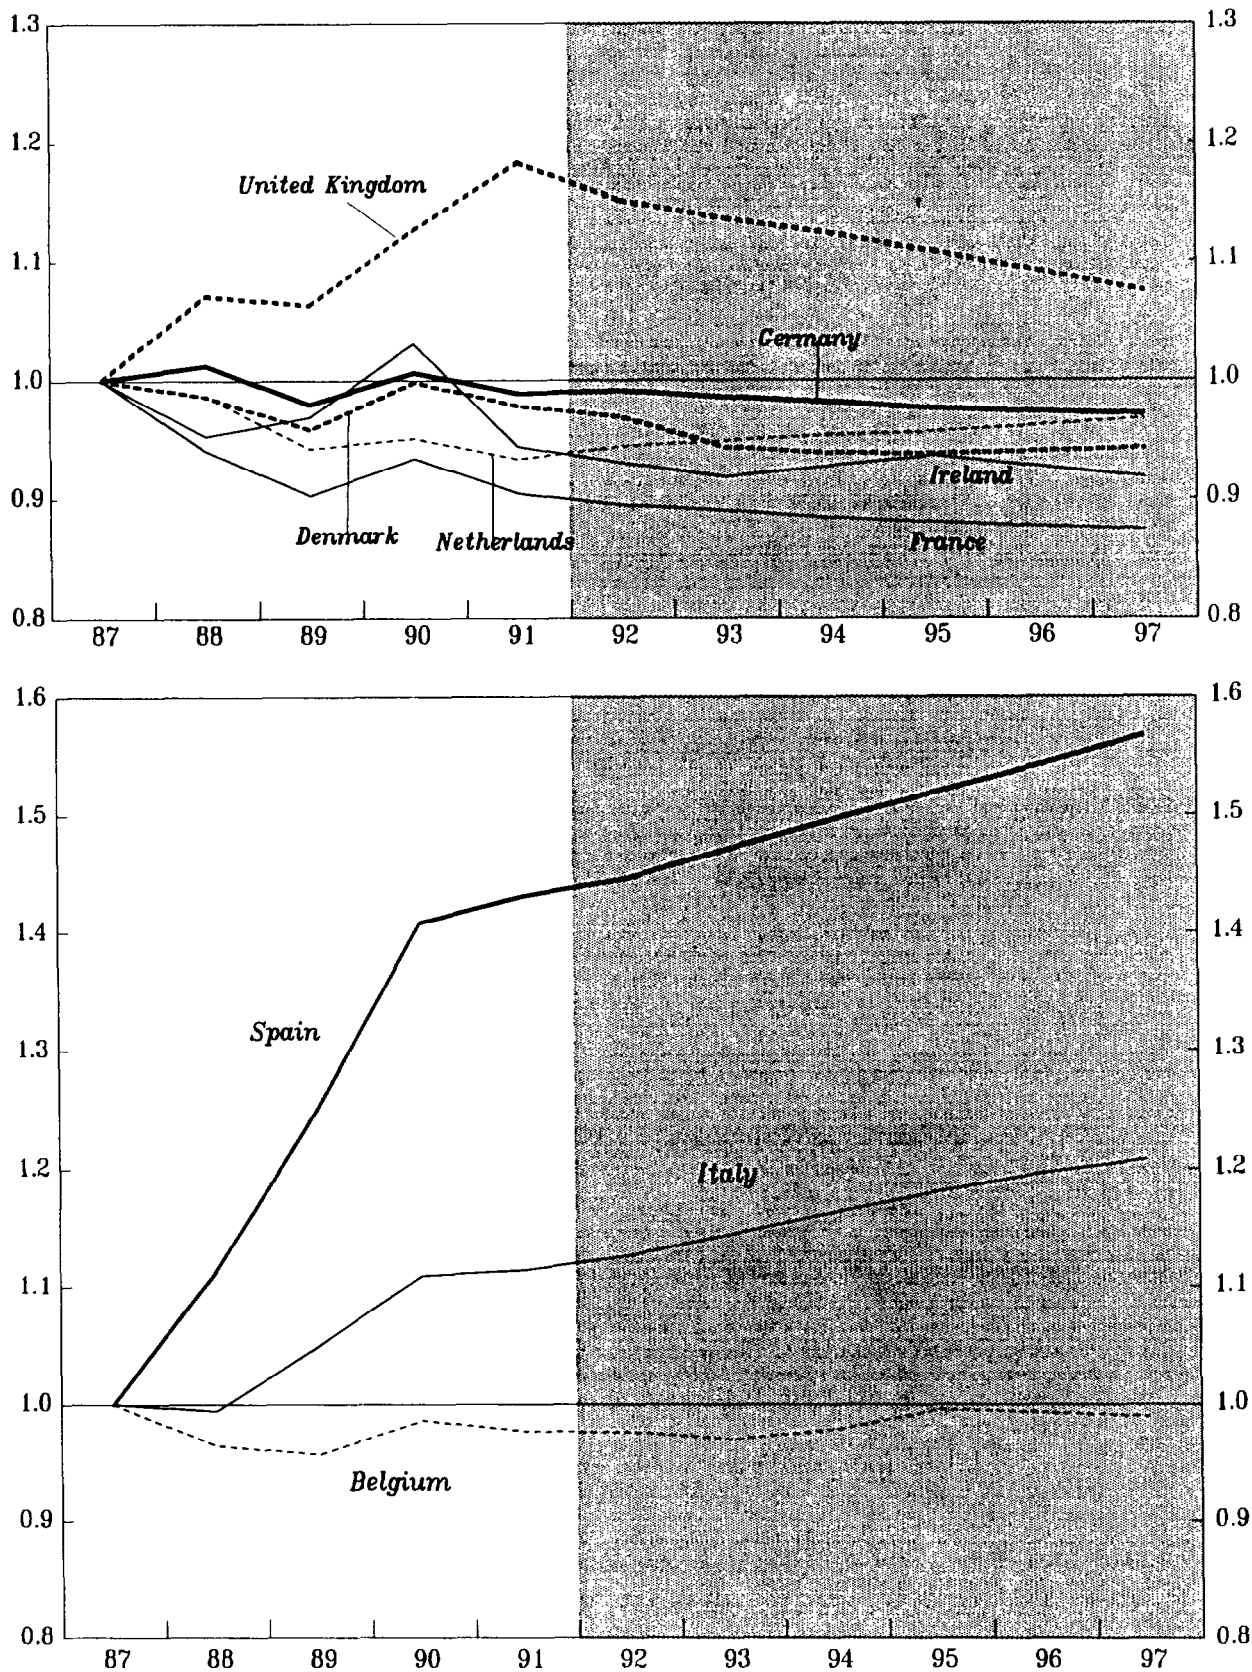 1.3 1.3
1.2 1.2
United Kingdom
1.1 1.1
Germany
1.0 1.0
Ireland
0.9 0.9
Denmark Netherlands France
0.8 0.8
87 88 89 90 91 92 93 94 95 96 97
1.6 1.6
1.5 1.5
1.4 1.4
Spain
1.3 1.3
1.2 1.2
Italy
1.1 1.1
1.0 1.0
Belgium
0.9 0.9
0.8 0.8
87 88 89 90 91 92 93 94 95 96 97